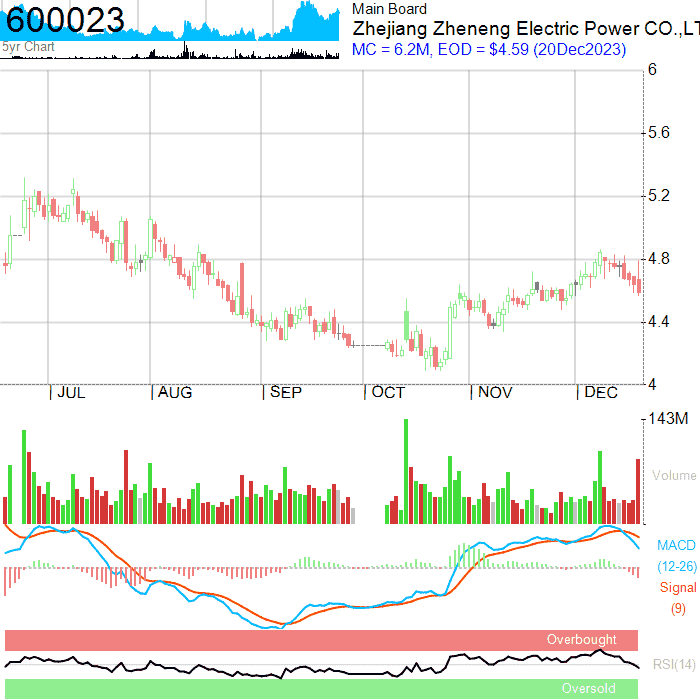 600023
5yr Chart
Main Board
Zhejiang Zheneng Electric Power CO.,LT
MC = 6.2M, EOD = $4.59 (20Dec2023)
6
5.6
5.2
4.8
4.4
4
|JUL |AUG |SEP |OCT |NOV |DEC
143M
Volume
MACD
(12-26)
Signal
(9)
Overbought
RSI(14)
Oversold